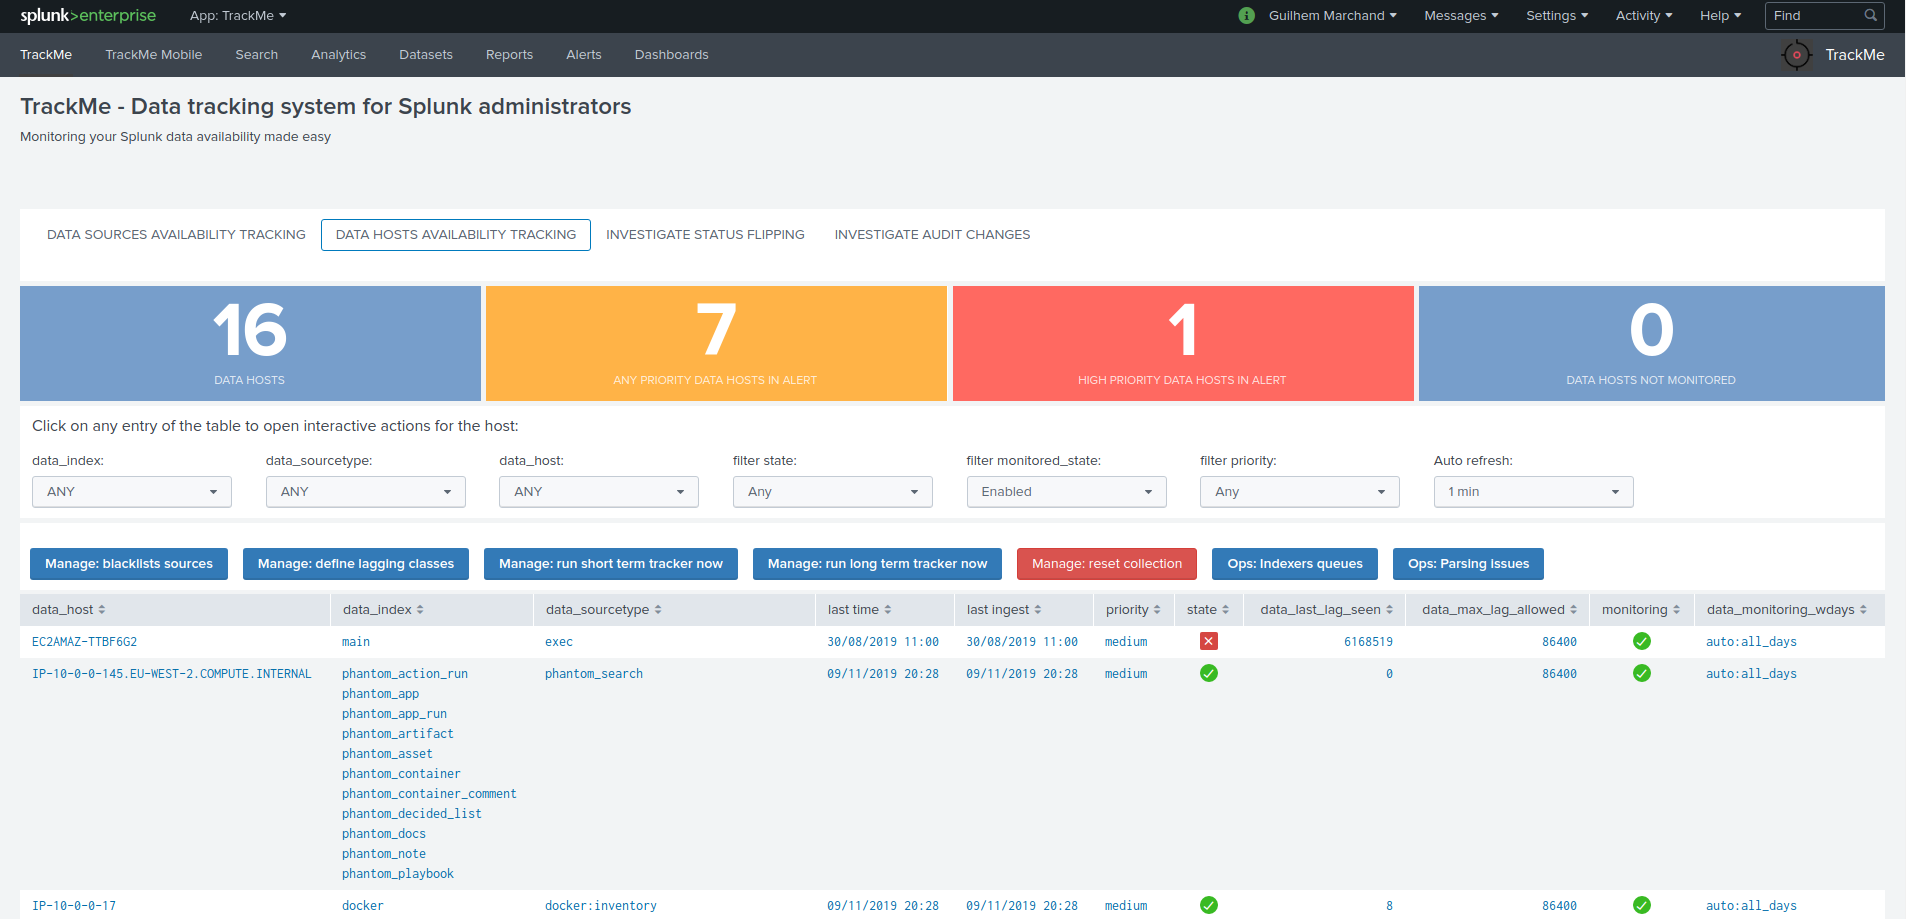 splunk>enterprise App: TrackMe i Guilhem Marchand Messages Settings Activity Help Find
TrackMe TrackMe Mobile Search Analytics Datasets Reports Alerts Dashboards TrackMe
TrackMe - Data tracking system for Splunk administrators
Monitoring your Splunk data availability made easy
DATA SOURCES AVAILABILITY TRACKING DATA HOSTS AVAILABILITY TRACKING INVESTIGATE STATUS FLIPPING INVESTIGATE AUDIT CHANGES
16 7 1 0
DATA HOSTS ANY PRIORITY DATA HOSTS IN ALERT HIGH PRIORITY DATA HOSTS IN ALERT DATA HOSTS NOT MONITORED
Click on any entry of the table to open interactive actions for the host:
data_index: data_sourcetype: data_host: filter state: filter monitored_state: filter priority: Auto refresh:
ANY ANY ANY Any Enabled Any 1 min
Manage: blacklists sources Manage: define lagging classes Manage: run short term tracker now Manage: run long term tracker now Manage: reset collection Ops: Indexers queues Ops: Parsing issues
data_host data_index data_sourcetype last time last ingest priority state data_last_lag_seen data_max_lag_allowed monitoring data_monitoring_wdays
EC2AMAZ-TTBF6G2 main exec 30/08/2019 11:00 30/08/2019 11:00 medium 6168519 86400 auto:all_days
IP-10-0-0-145.EU-WEST-2.COMPUTE.INTERNAL phantom_action_run phantom_search 09/11/2019 20:28 09/11/2019 20:28 medium 0 86400 auto:all_days
phantom_app
phantom_app_run
phantom_artifact
phantom_asset
phantom_container
phantom_container_comment
phantom_decided_list
phantom_docs
phantom_note
phantom_playbook
IP-10-0-0-17 docker docker:inventory 09/11/2019 20:28 09/11/2019 20:28 medium 8 86400 auto:all_days